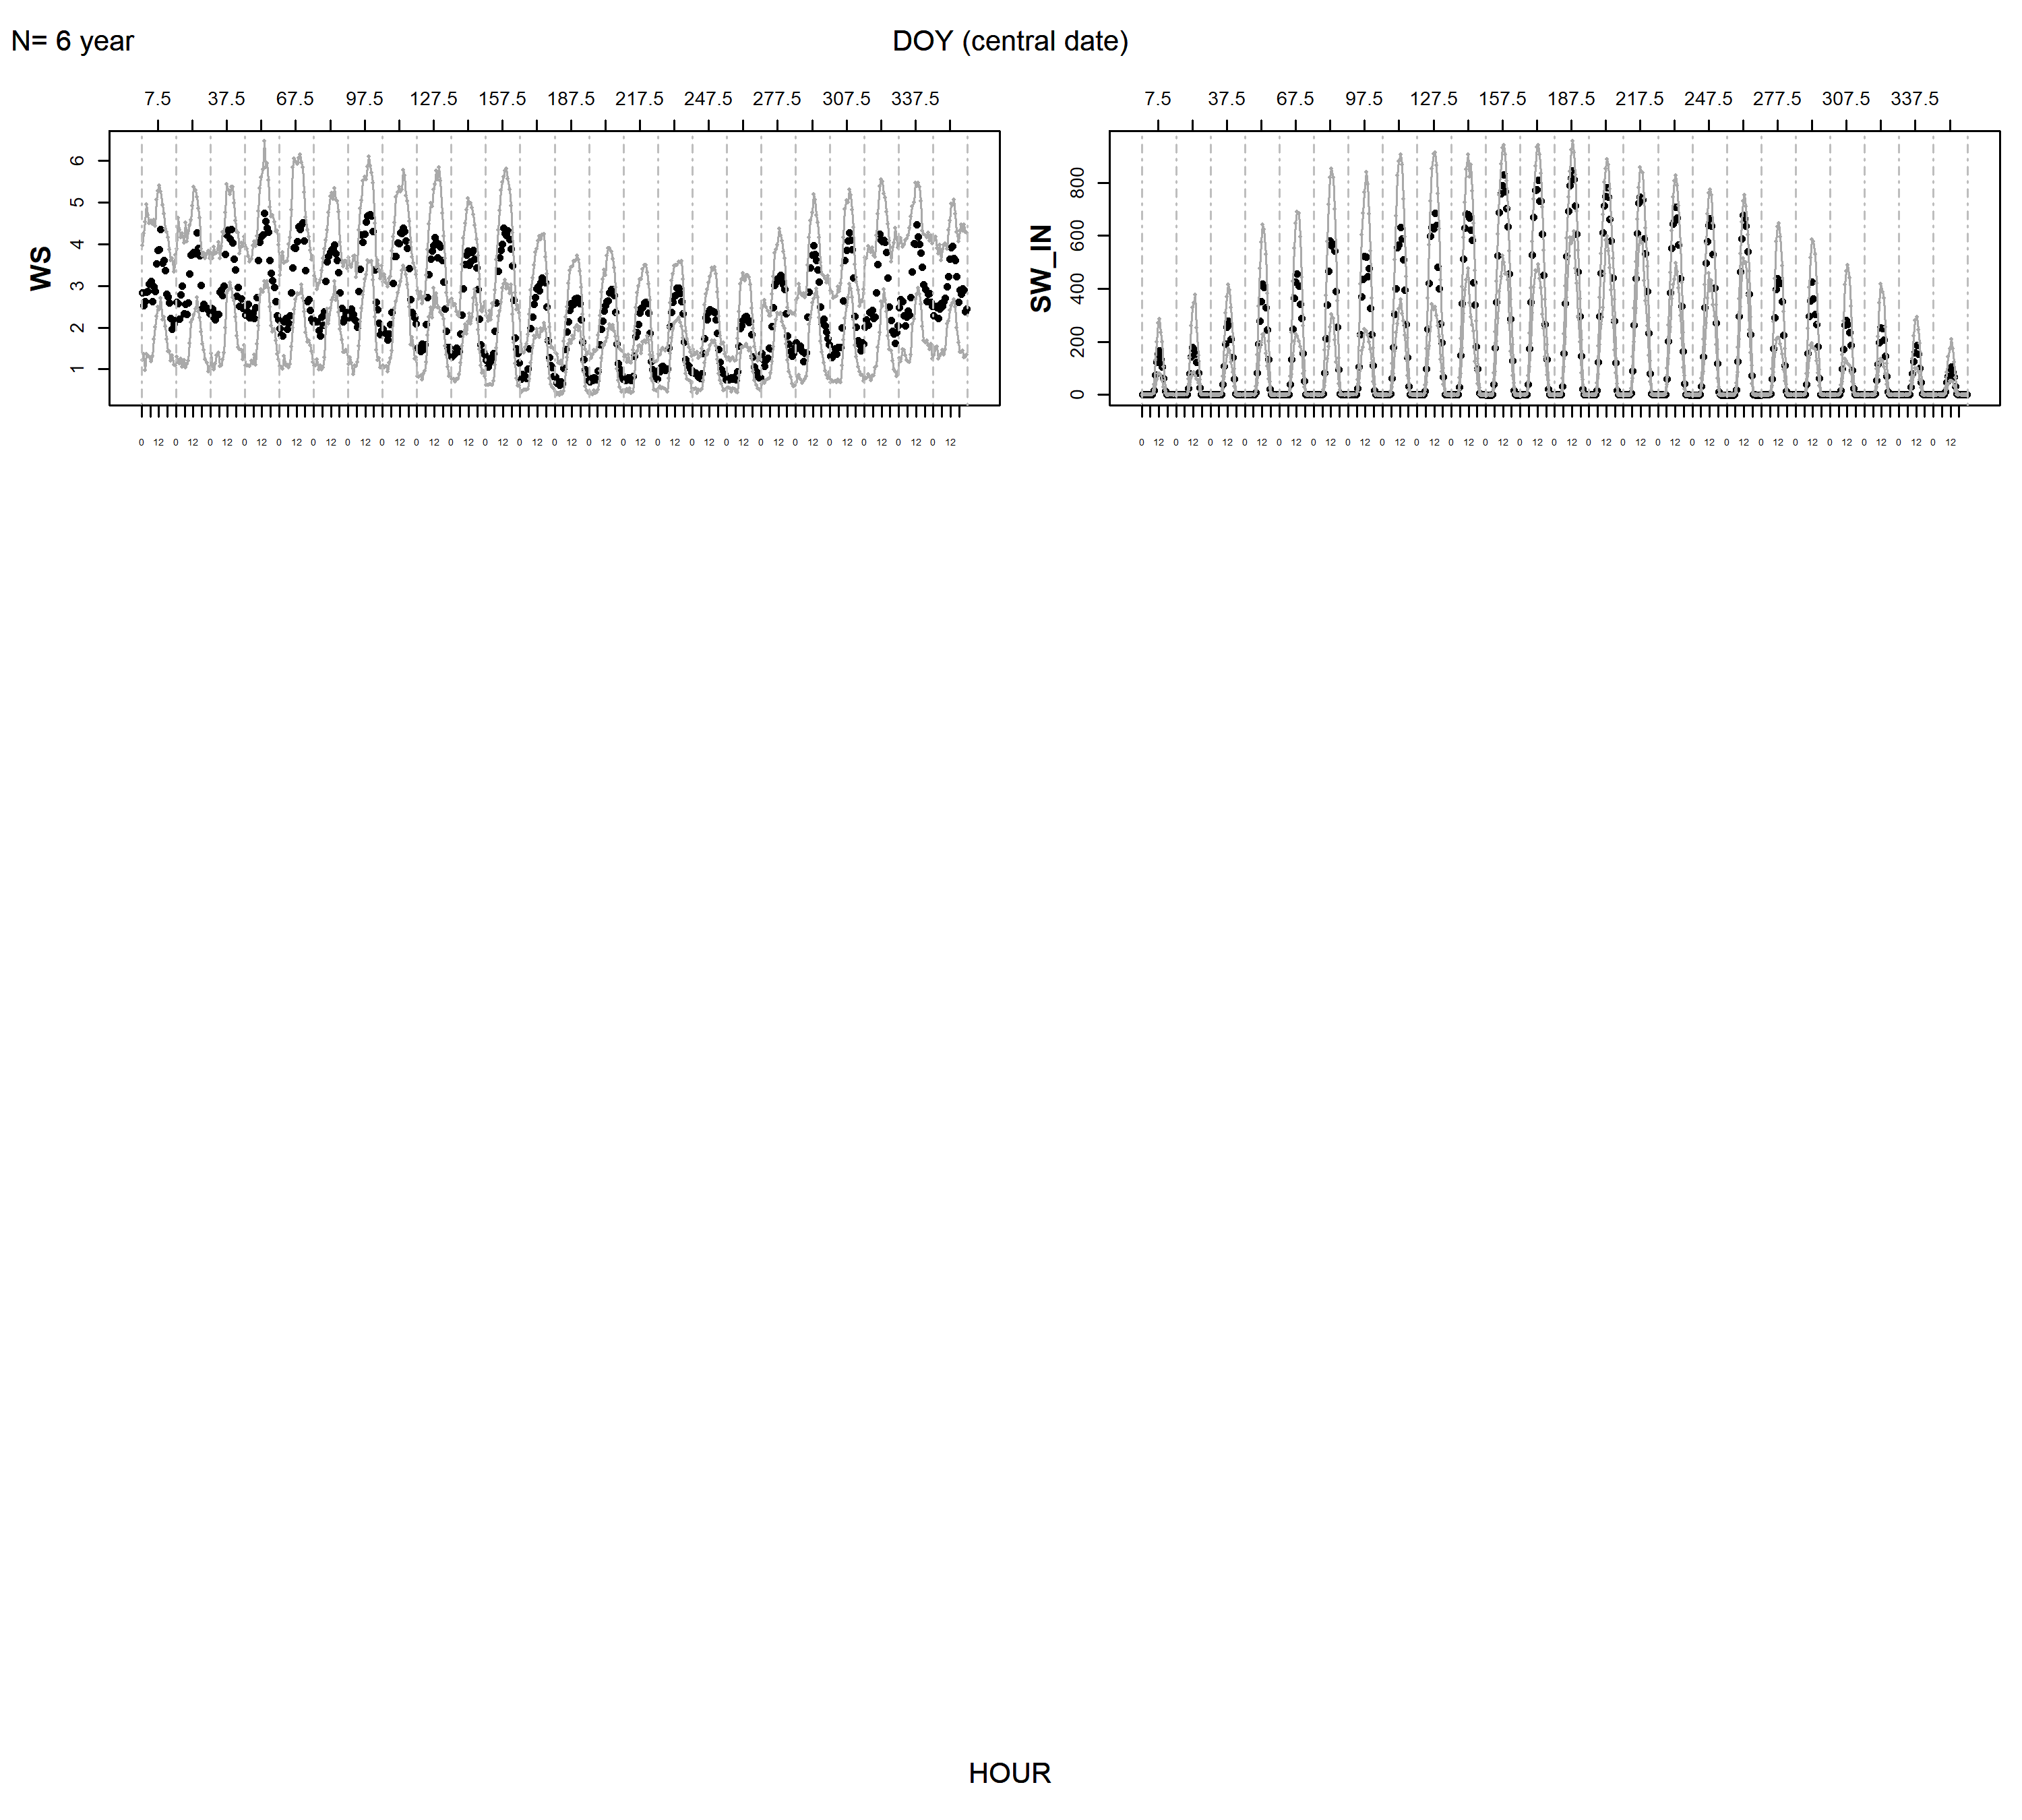 N= 6 year
DOY (central date)
7.5 37.5 67.5 97.5 127.5 157.5 187.5 217.5 247.5 277.5 307.5 337.5
WS
6
5
4
3
2
1
0 12 0 12 0 12 0 12 0 12 0 12 0 12 0 12 0 12 0 12 0 12 0 12 0 12 0 12 0 12 0 12 0 12 0 12 0 12 0 12 0 12 0 12 0 12 0 12
7.5 37.5 67.5 97.5 127.5 157.5 187.5 217.5 247.5 277.5 307.5 337.5
SW_IN
800
600
400
200
0
0 12 0 12 0 12 0 12 0 12 0 12 0 12 0 12 0 12 0 12 0 12 0 12 0 12 0 12 0 12 0 12 0 12 0 12 0 12 0 12 0 12 0 12 0 12 0 12
HOUR